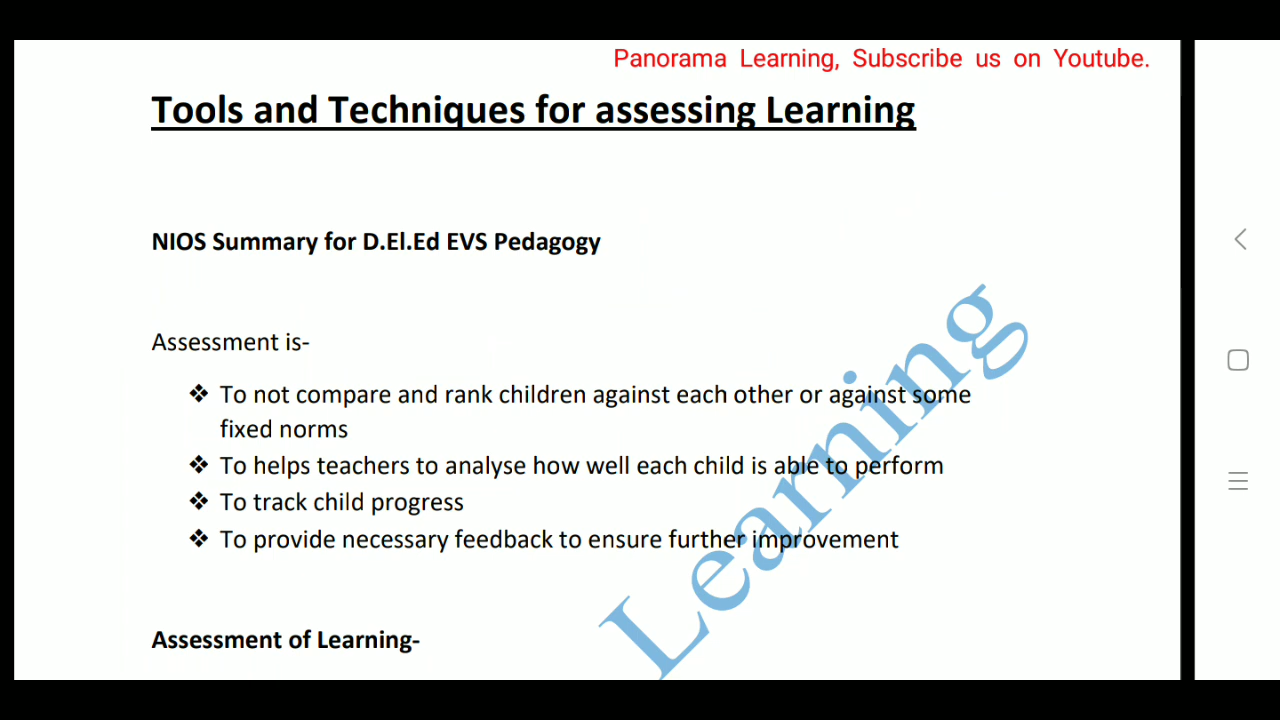 Panorama Learning, Subscribe us on Youtube.
Tools and Techniques for assessing Learning
NIOS Summary for D.El.Ed EVS Pedagogy
Assessment is-
❖ To not compare and rank children against each other or against some
fixed norms
❖ To helps teachers to analyse how well each child is able to perform
❖ To track child progress
❖ To provide necessary feedback to ensure further improvement
Assessment of Learning-
Learning